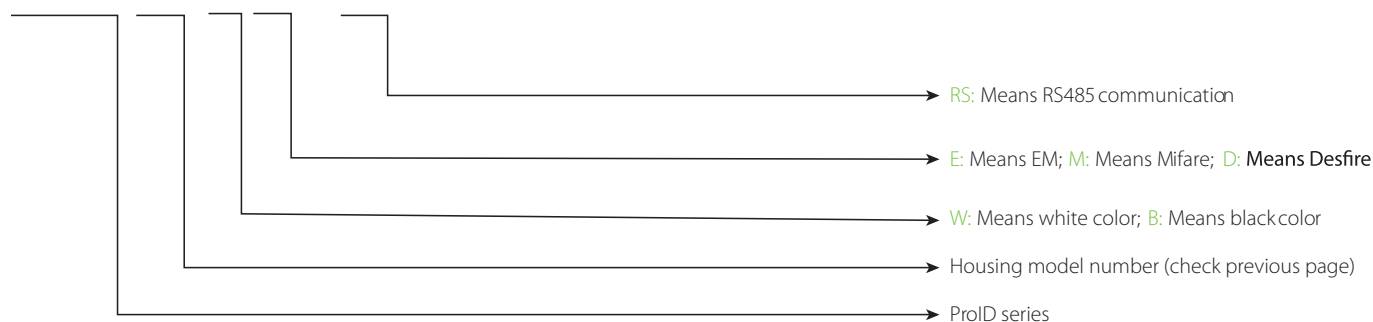 RS: Means RS485 communication
E: Means EM; M: Means Mifare; D: Means Desfire
W: Means white color; B: Means black color
Housing model number (check previous page)
ProID series